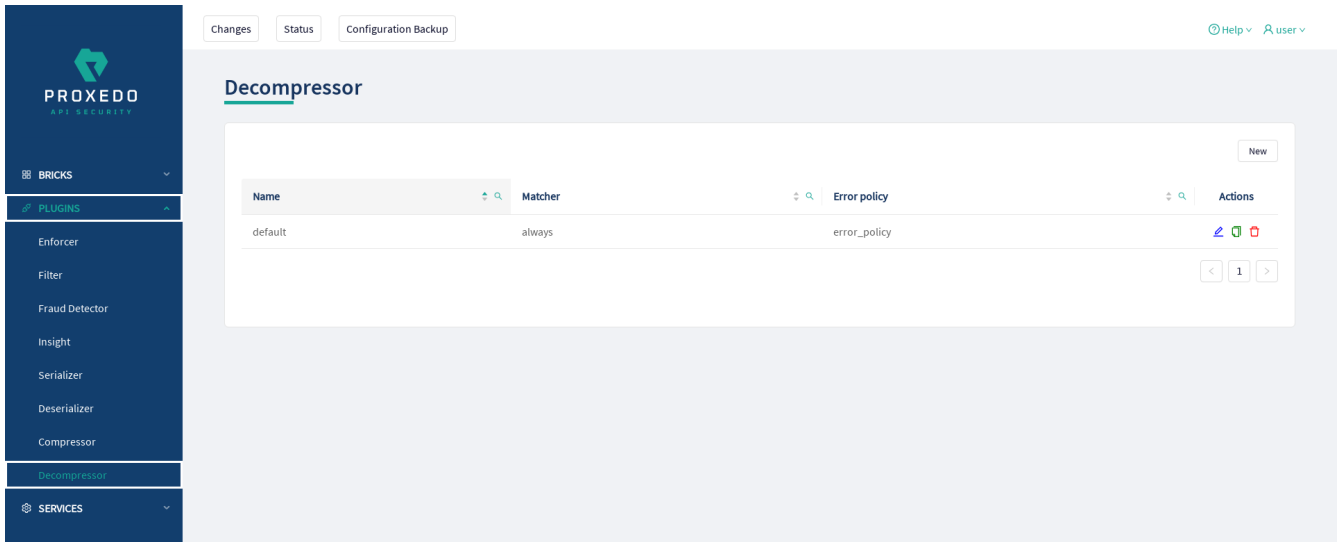 PROXEDO
API SECURITY
BRICKS
PLUGINS
Enforcer
Filter
Fraud Detector
Insight
Serializer
Deserializer
Compressor
Decompressor
SERVICES
Changes Status Configuration Backup Help user
Decompressor
New
Name Matcher Error policy Actions
default always error_policy
< 1 >